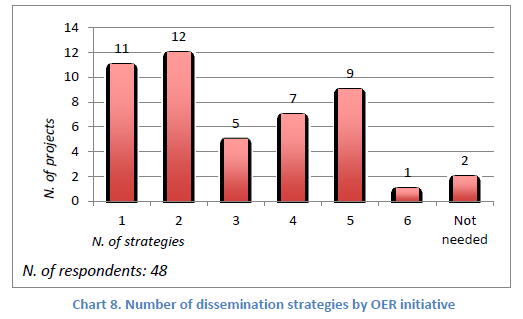 14
12
10
8
6
4
2
0
N. of projects
11
12
5
7
9
1
2
1 2 3 4 5 6 Not
needed
N. of strategies
N. of respondents: 48
Chart 8. Number of dissemination strategies by OER initiative